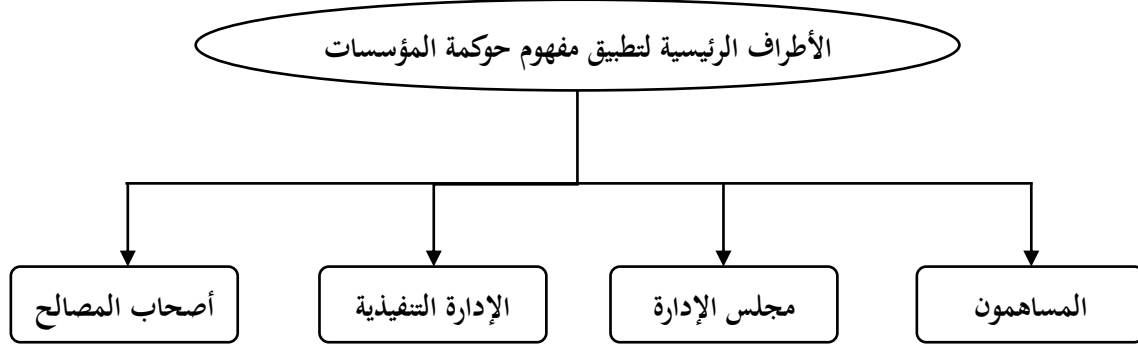 الأطراف الرئيسية لتطبيق مفهوم حوكمة المؤسسات
المساهمون
مجلس الإدارة
الإدارة التنفيذية
أصحاب المصالح